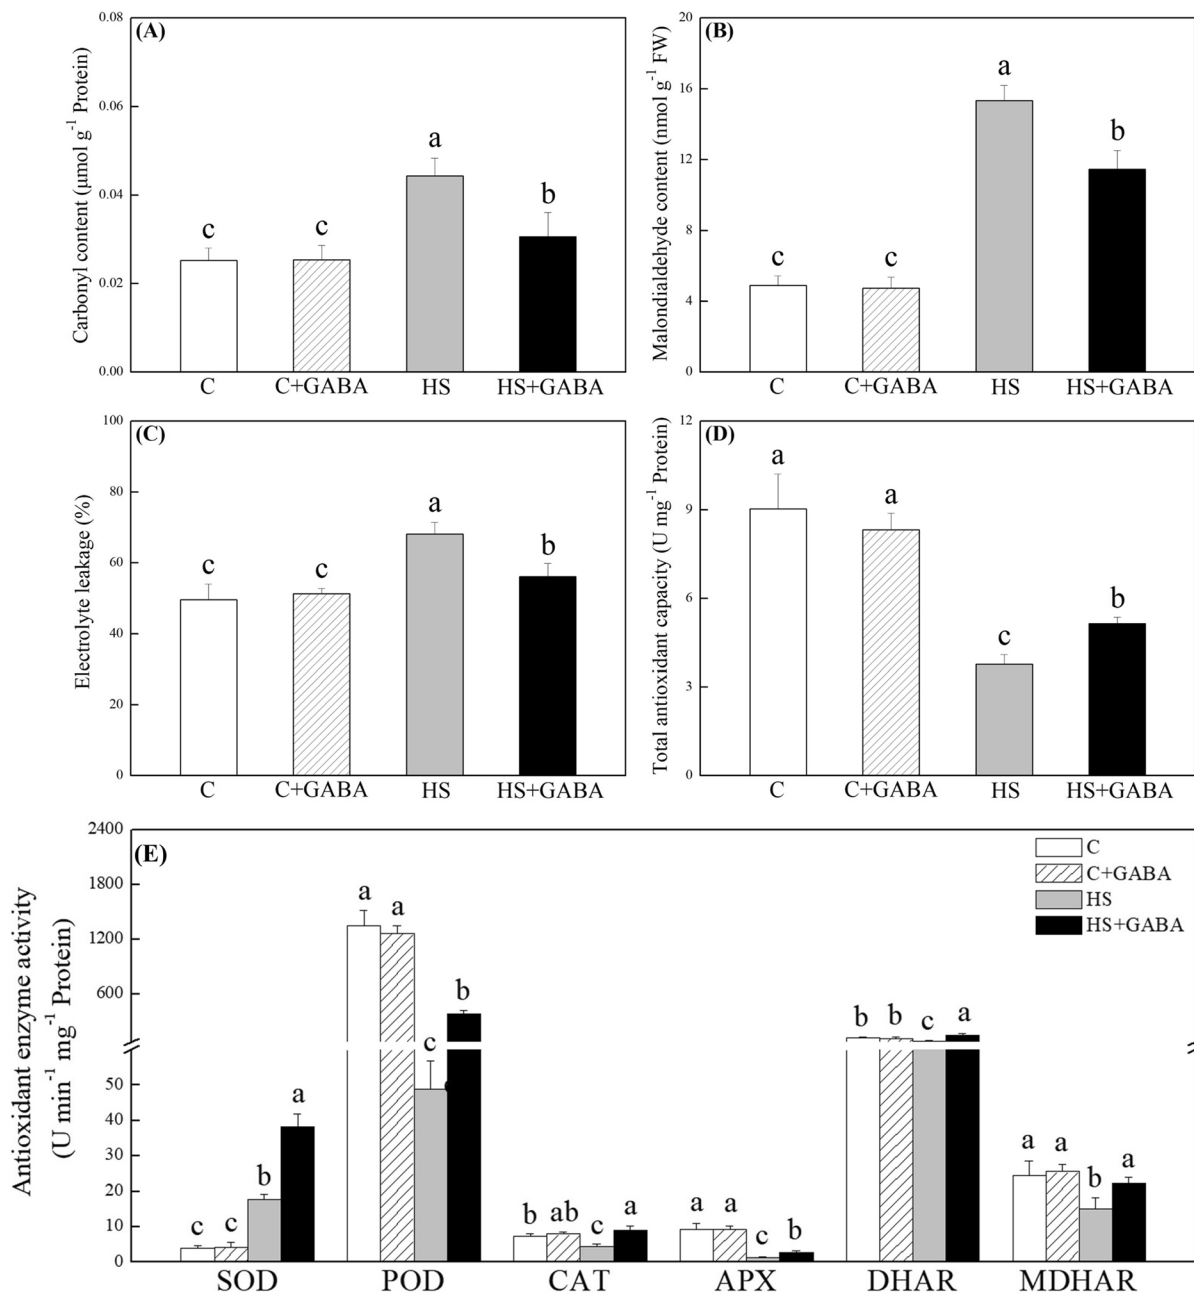 (A)
Carbonyl content (μmol g⁻¹ Protein)
0.08
0.06
0.04
0.02
0.00
c
c
a
b
C
C+GABA
HS
HS+GABA
(B)
Malondialdehyde content (nmol g⁻¹ FW)
20
16
12
8
4
0
c
c
a
b
C
C+GABA
HS
HS+GABA
(C)
Electrolyte leakage (%)
100
80
60
40
20
0
c
c
a
b
C
C+GABA
HS
HS+GABA
(D)
Total antioxidant capacity (U mg⁻¹ Protein)
12
9
6
3
0
a
a
c
b
C
C+GABA
HS
HS+GABA
(E)
Antioxidant enzyme activity
(U min⁻¹ mg⁻¹ Protein)
2400
1800
1200
600
50
40
30
20
10
0
C
C+GABA
HS
HS+GABA
c
c
b
a
a
a
c
b
b
ab
c
a
a
a
c
b
b
b
c
a
a
a
b
a
SOD
POD
CAT
APX
DHAR
MDHAR